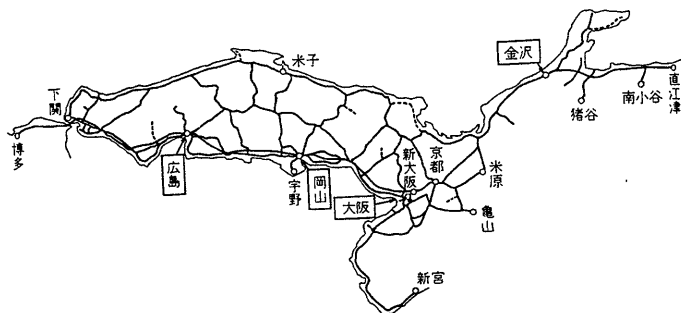 米子
金沢
直江津
南小谷
猪谷
下関
博多
広島
宇野
岡山
大阪
新大阪
京都
米原
亀山
新宮